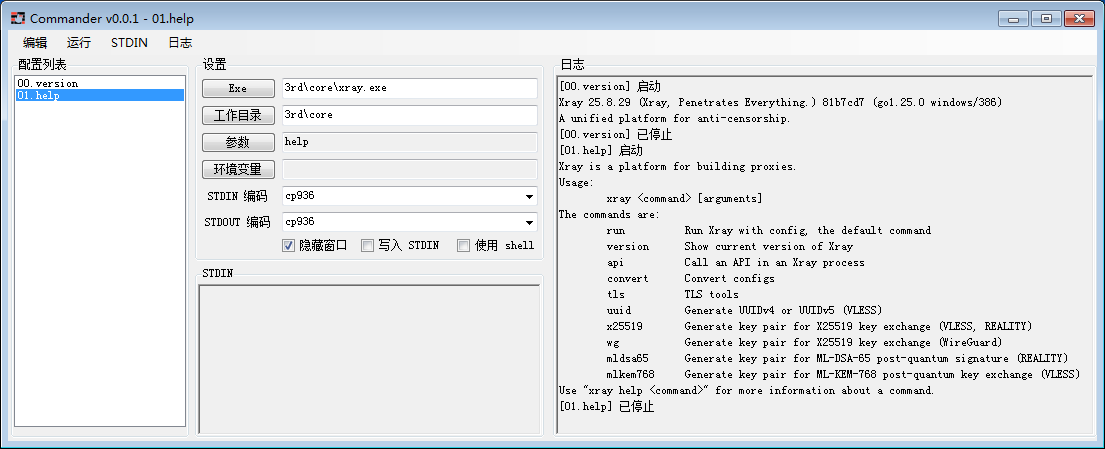 Commander v0.0.1 - 01.help
编辑 运行 STDIN 日志
配置列表
00.version
01.help
设置
Exe 3rd\core\xray.exe
工作目录 3rd\core
参数 help
环境变量
STDIN 编码 cp936
STDOUT 编码 cp936
隐藏窗口 写入 STDIN 使用 shell
STDIN
日志
[00.version] 启动
Xray 25.8.29 (Xray, Penetrates Everything.) 81b7cd7 (go1.25.0 windows/386)
A unified platform for anti-censorship.
[00.version] 已停止
[01.help] 启动
Xray is a platform for building proxies.
Usage:
xray <command> [arguments]
The commands are:
run Run Xray with config, the default command
version Show current version of Xray
api Call an API in an Xray process
convert Convert configs
tls TLS tools
uuid Generate UUIDv4 or UUIDv5 (VLESS)
x25519 Generate key pair for X25519 key exchange (VLESS, REALITY)
wg Generate key pair for X25519 key exchange (WireGuard)
mldsa65 Generate key pair for ML-DSA-65 post-quantum signature (REALITY)
mlkem768 Generate key pair for ML-KEM-768 post-quantum key exchange (VLESS)
Use "xray help <command>" for more information about a command.
[01.help] 已停止